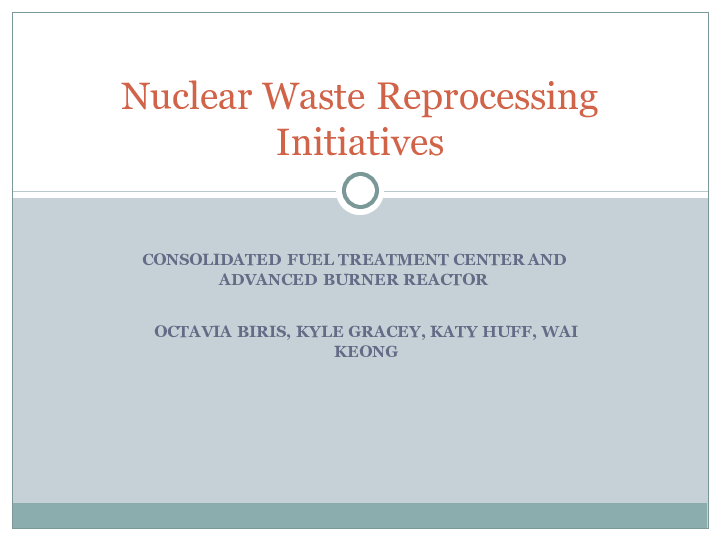 Nuclear Waste Reprocessing
Initiatives
CONSOLIDATED FUEL TREATMENT CENTER AND
ADVANCED BURNER REACTOR
OCTAVIA BIRIS, KYLE GRACEY, KATY HUFF, WAI
KEONG